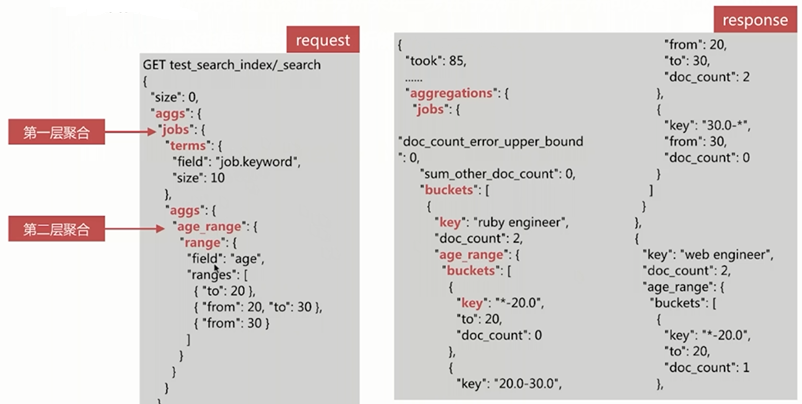 request
GET test_search_index/_search
{
"size": 0,
"aggs": {
"jobs": {
"terms": {
"field": "job.keyword",
"size": 10
},
"aggs": {
"age_range": {
"range": {
"field": "age",
"ranges": [
{ "to": 20 },
{ "from": 20, "to": 30 },
{ "from": 30 }
]
}
}
}
}
第一层聚合
第二层聚合
response
{
"took": 85,
......
"aggregations": {
"jobs": {
"doc_count_error_upper_bound
": 0,
"sum_other_doc_count": 0,
"buckets": [
{
"key": "ruby engineer",
"doc_count": 2,
"age_range": {
"buckets": [
{
"key": "*-20.0",
"to": 20,
"doc_count": 0
},
{
"key": "20.0-30.0",
"from": 20,
"to": 30,
"doc_count": 2
},
{
"key": "30.0-*",
"from": 30,
"doc_count": 0
}
]
}
},
{
"key": "web engineer",
"doc_count": 2,
"age_range": {
"buckets": [
{
"key": "*-20.0",
"to": 20,
"doc_count": 1
},